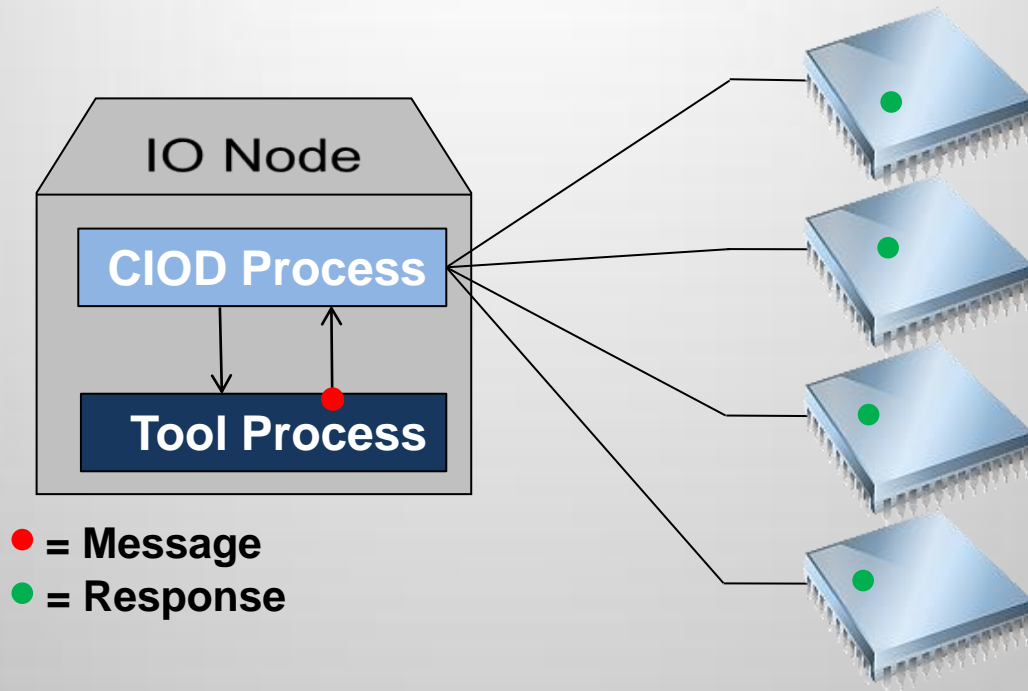 IO Node
CIOD Process
Tool Process
= Message
= Response